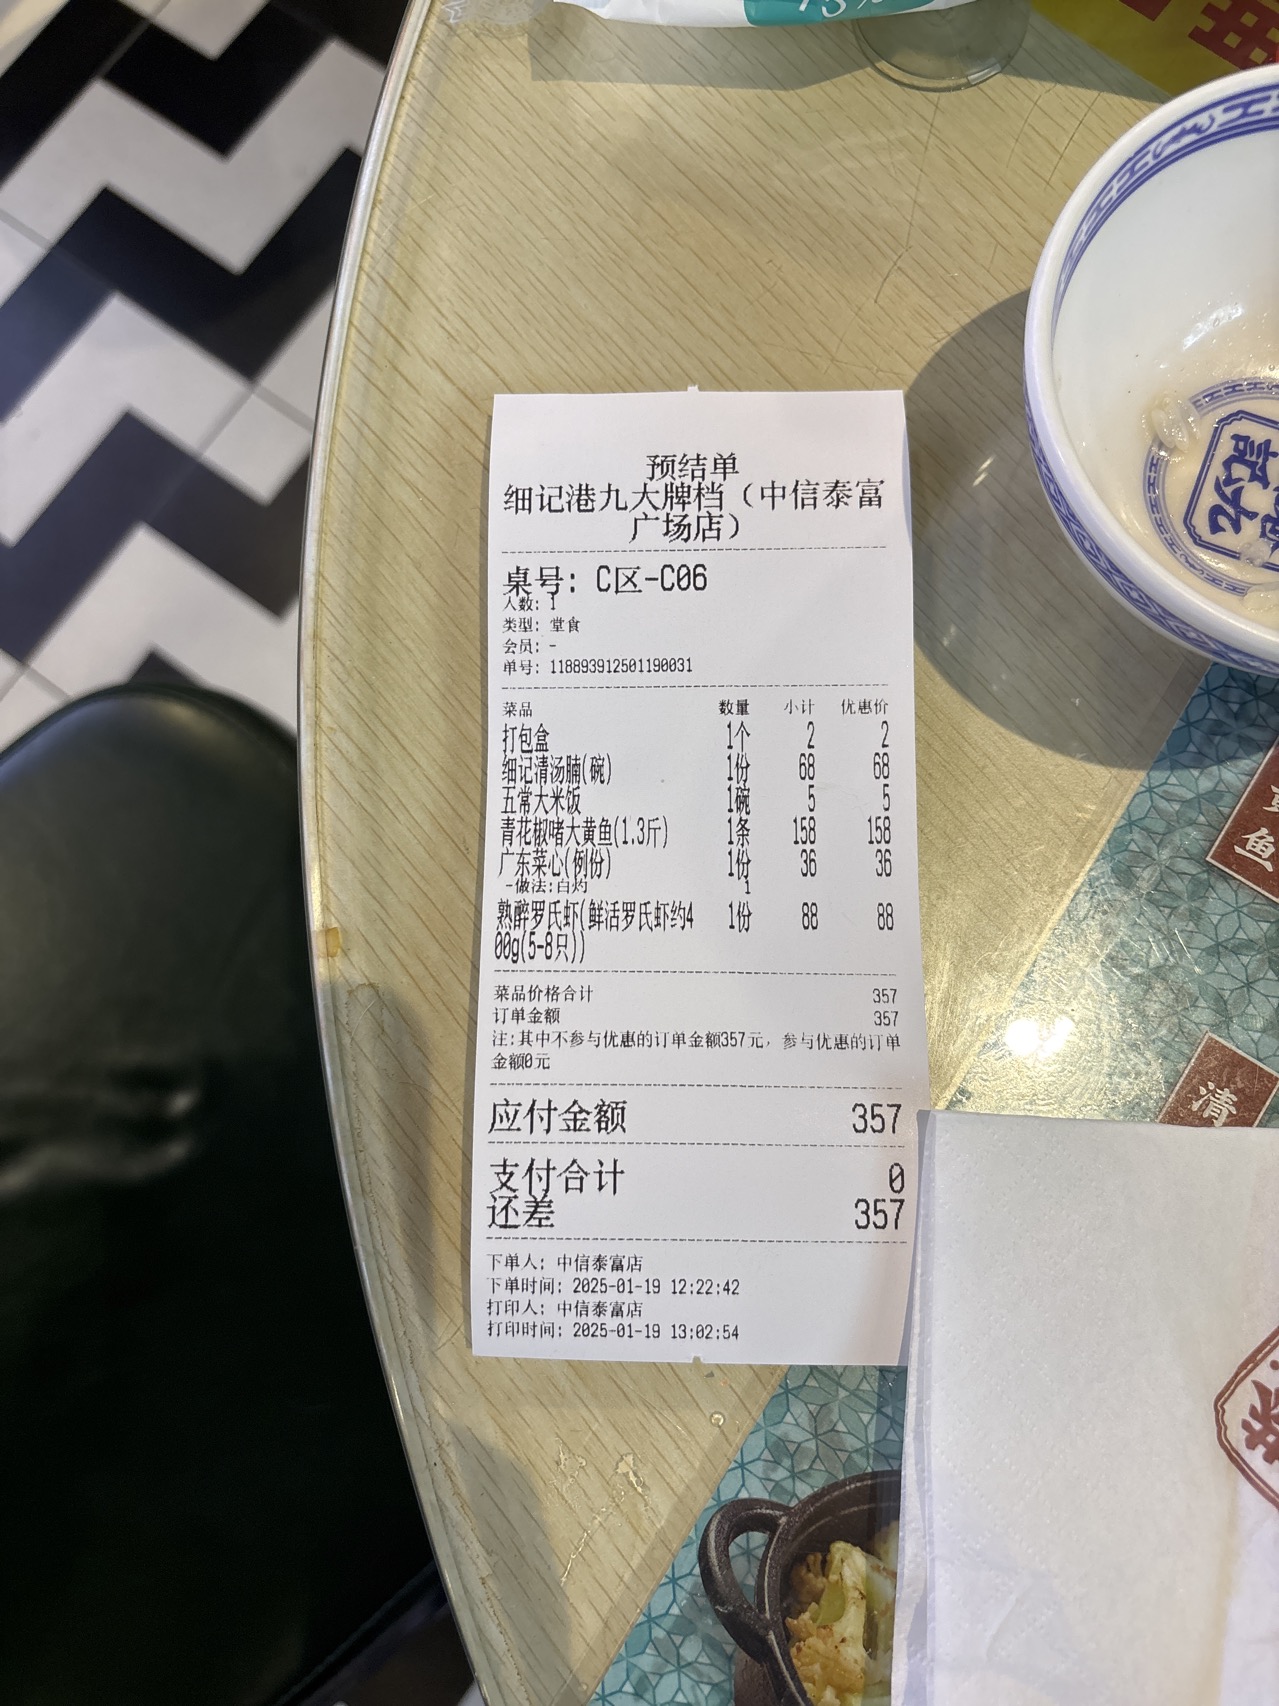 预结单
细记港九大牌档（中信泰富
广场店）
桌号: C区-C06
人数: 1
类型: 堂食
会员: -
单号: 118893912501190031
菜品 数量 小计 优惠价
打包盒 1个 2 2
细记清汤腩(碗) 1份 68 68
五常大米饭 1碗 5 5
青花椒啫大黄鱼(1.3斤) 1条 158 158
广东菜心(例份) 1份 36 36
-做法:白灼 1
熟醉罗氏虾(鲜活罗氏虾约4 1份 88 88
00g(5-8只))
菜品价格合计 357
订单金额 357
注:其中不参与优惠的订单金额357元, 参与优惠的订单
金额0元
应付金额 357
支付合计 0
还差 357
下单人: 中信泰富店
下单时间: 2025-01-19 12:22:42
打印人: 中信泰富店
打印时间: 2025-01-19 13:02:54
鱼
清